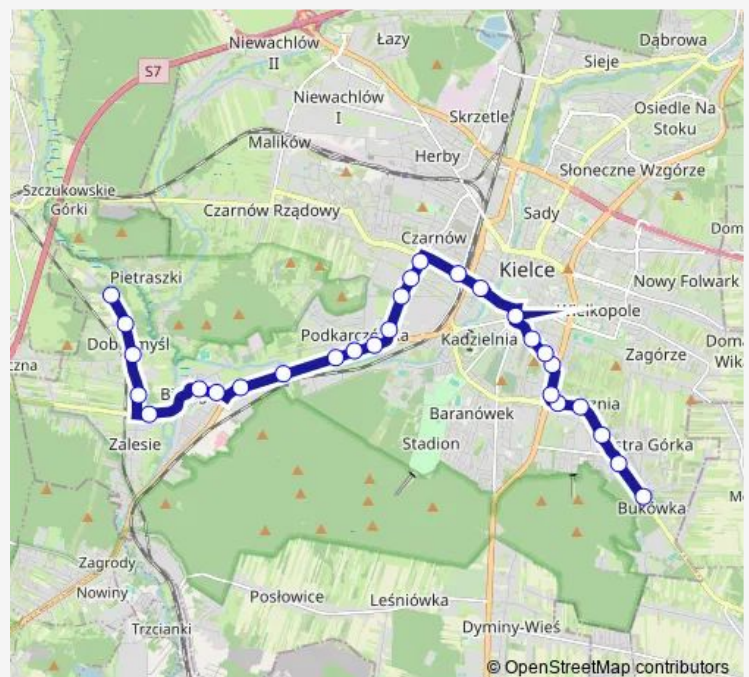 Łazy
Dąbrowa
Niewachlów
II
Sieje
S7
Niewachlów
I
Osiedle Na
Stoku
Skrzetle
Malików
Herby
Słoneczne Wzgórze
Szczukowskie
Górki
Czarnów Rządowy
Sady
Dom
Czarnów
Kielce
Pietraszki
Nowy Folwark
Wielkopole
Kadzielnia
Zagórze
czna
Baranówek
Stadion
Zalesie
Bukówka
Zagrody
Nowiny
Posłowice
Leśniówka
Trzcianki
Dyminy-Wieś
© OpenStreetMap contributors